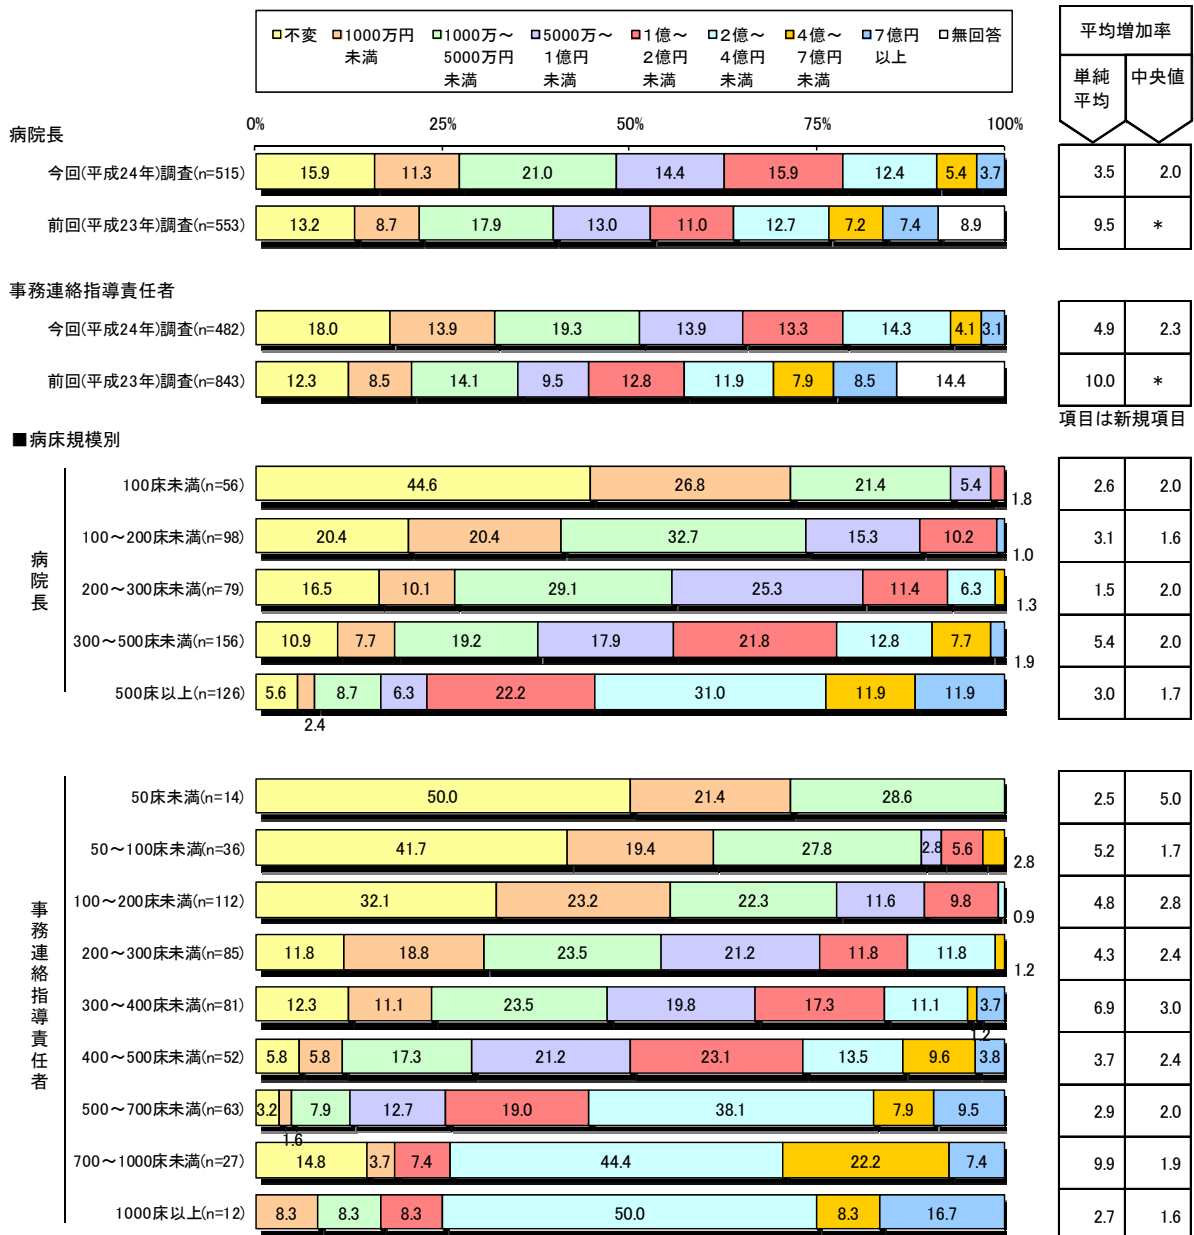 不変 1000万円未満 1000万～5000万円未満 5000万～1億円未満 1億～2億円未満 2億～4億円未満 4億～7億円未満 7億円以上 無回答
平均増加率
単純平均 中央値
0% 25% 50% 75% 100%
病院長
今回(平成24年)調査(n=515) 15.9 11.3 21.0 14.4 15.9 12.4 5.4 3.7 3.5 2.0
前回(平成23年)調査(n=553) 13.2 8.7 17.9 13.0 11.0 12.7 7.2 7.4 8.9 9.5 *
事務連絡指導責任者
今回(平成24年)調査(n=482) 18.0 13.9 19.3 13.9 13.3 14.3 4.1 3.1 4.9 2.3
前回(平成23年)調査(n=843) 12.3 8.5 14.1 9.5 12.8 11.9 7.9 8.5 14.4 10.0 *
項目は新規項目
■病床規模別
病院長
100床未満(n=56) 44.6 26.8 21.4 5.4 1.8 2.6 2.0
100～200床未満(n=98) 20.4 20.4 32.7 15.3 10.2 1.0 3.1 1.6
200～300床未満(n=79) 16.5 10.1 29.1 25.3 11.4 6.3 1.3 1.5 2.0
300～500床未満(n=156) 10.9 7.7 19.2 17.9 21.8 12.8 7.7 1.9 5.4 2.0
500床以上(n=126) 5.6 2.4 8.7 6.3 22.2 31.0 11.9 11.9 3.0 1.7
事務連絡指導責任者
50床未満(n=14) 50.0 21.4 28.6 2.5 5.0
50～100床未満(n=36) 41.7 19.4 27.8 2.8 5.6 2.8 5.2 1.7
100～200床未満(n=112) 32.1 23.2 22.3 11.6 9.8 0.9 4.8 2.8
200～300床未満(n=85) 11.8 18.8 23.5 21.2 11.8 11.8 1.2 4.3 2.4
300～400床未満(n=81) 12.3 11.1 23.5 19.8 17.3 11.1 1.2 3.7 6.9 3.0
400～500床未満(n=52) 5.8 5.8 17.3 21.2 23.1 13.5 9.6 3.8 3.7 2.4
500～700床未満(n=63) 3.2 1.6 7.9 12.7 19.0 38.1 7.9 9.5 2.9 2.0
700～1000床未満(n=27) 14.8 3.7 7.4 44.4 22.2 7.4 9.9 1.9
1000床以上(n=12) 8.3 8.3 8.3 50.0 8.3 16.7 2.7 1.6